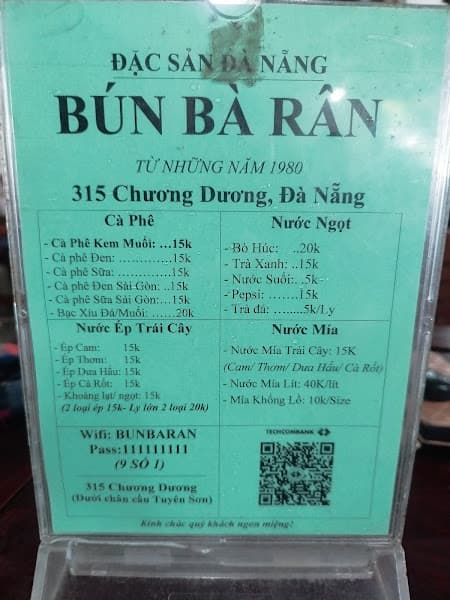 ĐẶC SẢN ĐÀ NẴNG
BÚN BÀ RÂN
TỪ NHỮNG NĂM 1980
315 Chương Dương, Đà Nẵng
Cà Phê
- Cà Phê Kem Muối: ...15k
- Cà phê Đen: .............15k
- Cà phê Sữa: .............15k
- Cà phê Đen Sài Gòn: ..15k
- Cà phê Sữa Sài Gòn:...15k
- Bạc Xíu Đá/Muối: ......20k
Nước Ngọt
- Bò Húc: ..20k
- Trà Xanh: ..15k
- Nước Suối: ..5k
- Pepsi: .......15k
- Trà đá: ......5k/Ly
Nước Ép Trái Cây
- Ép Cam: 15k
- Ép Thơm: 15k
- Ép Dưa Hấu: 15k
- Ép Cà Rốt: 15k
- Khoáng lạt/ ngọt: 15k
(2 loại ép 15k- Ly lớn 2 loại 20k)
Nước Mía
- Nước Mía Trái Cây: 15K
(Cam/ Thơm/ Dưa Hấu/ Cà Rốt)
- Nước Mía Lít: 40K/lít
- Mía Khổng Lồ: 10k/Size
Wifi: BUNBARAN
Pass:111111111
(9 SỐ 1)
315 Chương Dương
(Dưới chân cầu Tuyên Sơn)
TECHCOMBANK
Kính chúc quý khách ngon miệng!